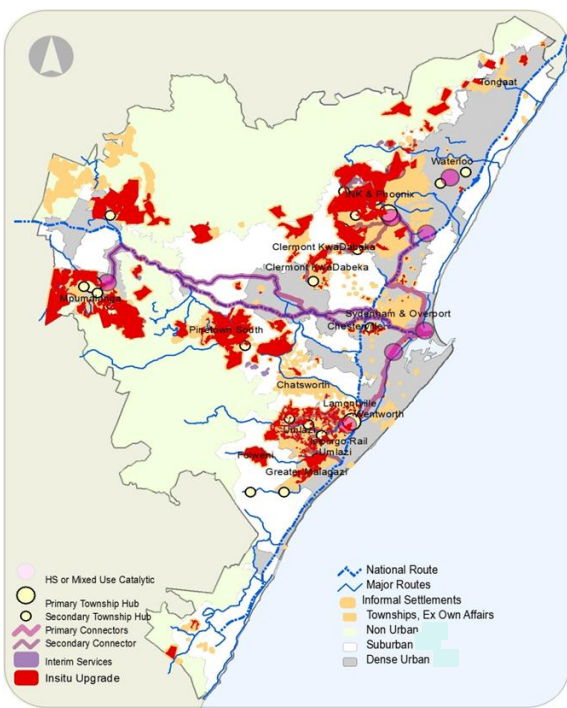 Tongaat
Waterloo
INK & Phoenix
Clermont KwaDabeka
Clermont KwaDabeka
Mpumalanga
Sydenham & Overport
Chesterville
Pinetown South
Chatsworth
Lamontville
Wentworth
Umlazi
Isipingo Rail
Umlazi
Folweni
Greater Malagazi
HS or Mixed Use Catalytic
Primary Township Hub
Secondary Township Hub
Primary Connectors
Secondary Connector
Interim Services
Insitu Upgrade
National Route
Major Routes
Informal Settlements
Townships, Ex Own Affairs
Non Urban
Suburban
Dense Urban